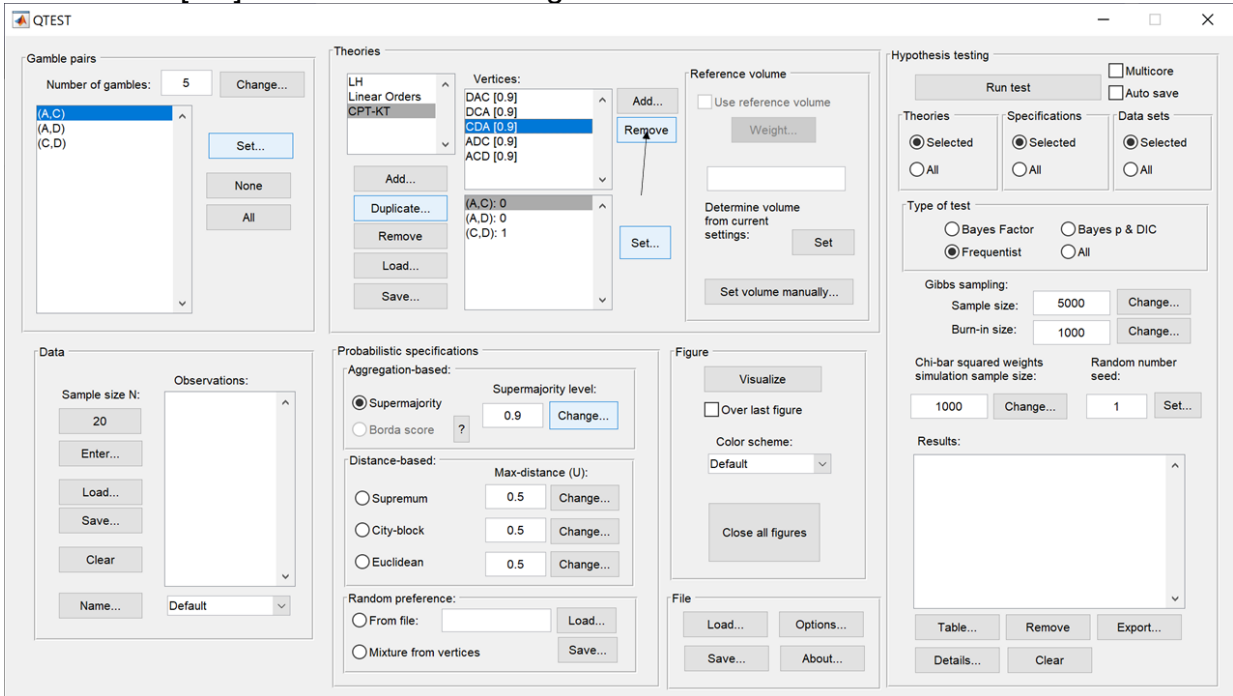 QTEST
Gamble pairs
Number of gambles: 5 Change...
(A,C)
(A,D)
(C,D)
Set...
None
All
Theories
LH
Linear Orders
CPT-KT
Add...
Duplicate...
Remove
Load...
Save...
Vertices:
DAC [0.9]
DCA [0.9]
CDA [0.9]
ADC [0.9]
ACD [0.9]
Add...
Remove
(A,C): 0
(A,D): 0
(C,D): 1
Set...
Reference volume
Use reference volume
Weight...
Determine volume
from current
settings:
Set
Set volume manually...
Hypothesis testing
Run test
Multicore
Auto save
Theories
Selected
All
Specifications
Selected
All
Data sets
Selected
All
Type of test
Bayes Factor Bayes p & DIC
Frequentist All
Gibbs sampling:
Sample size: 5000 Change...
Burn-in size: 1000 Change...
Chi-bar squared weights
simulation sample size:
1000 Change...
Random number
seed:
1 Set...
Results:
Table... Remove Export...
Details... Clear
Data
Sample size N:
20
Enter...
Load...
Save...
Clear
Name... Default
Observations:
Probabilistic specifications
Aggregation-based:
Supermajority level:
Supermajority 0.9 Change...
Borda score ?
Distance-based:
Max-distance (U):
Supremum 0.5 Change...
City-block 0.5 Change...
Euclidean 0.5 Change...
Random preference:
From file: Load...
Mixture from vertices Save...
Figure
Visualize
Over last figure
Color scheme:
Default
Close all figures
File
Load... Options...
Save... About...